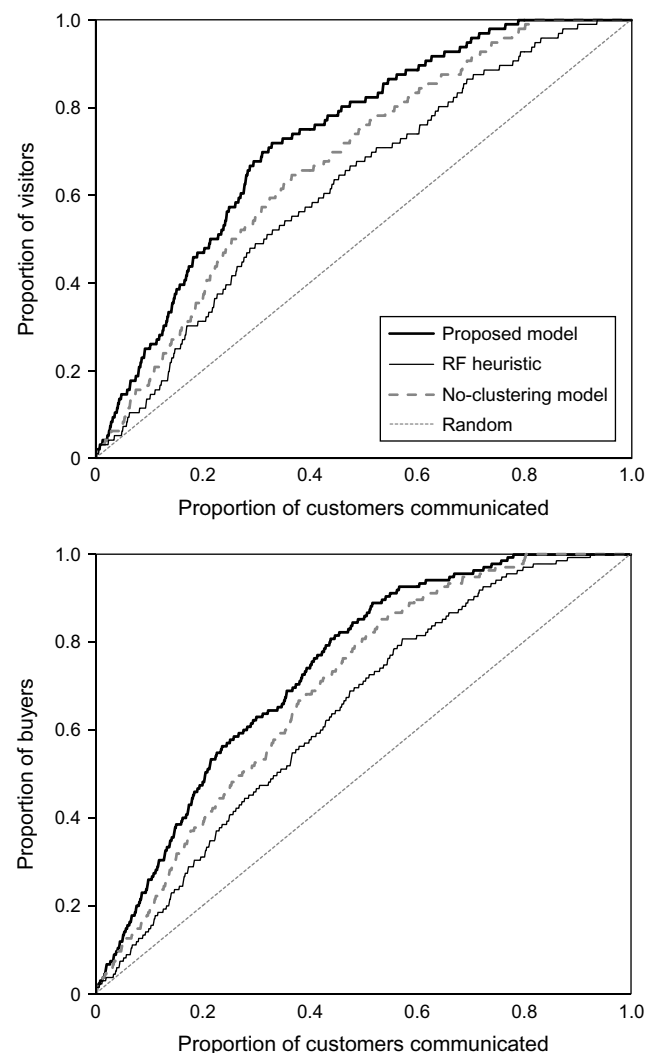 1.0
0.8
0.6
0.4
0.2
0
Proportion of visitors
Proposed model
RF heuristic
No-clustering model
Random
0 0.2 0.4 0.6 0.8 1.0
Proportion of customers communicated
1.0
0.8
0.6
0.4
0.2
0
Proportion of buyers
0 0.2 0.4 0.6 0.8 1.0
Proportion of customers communicated